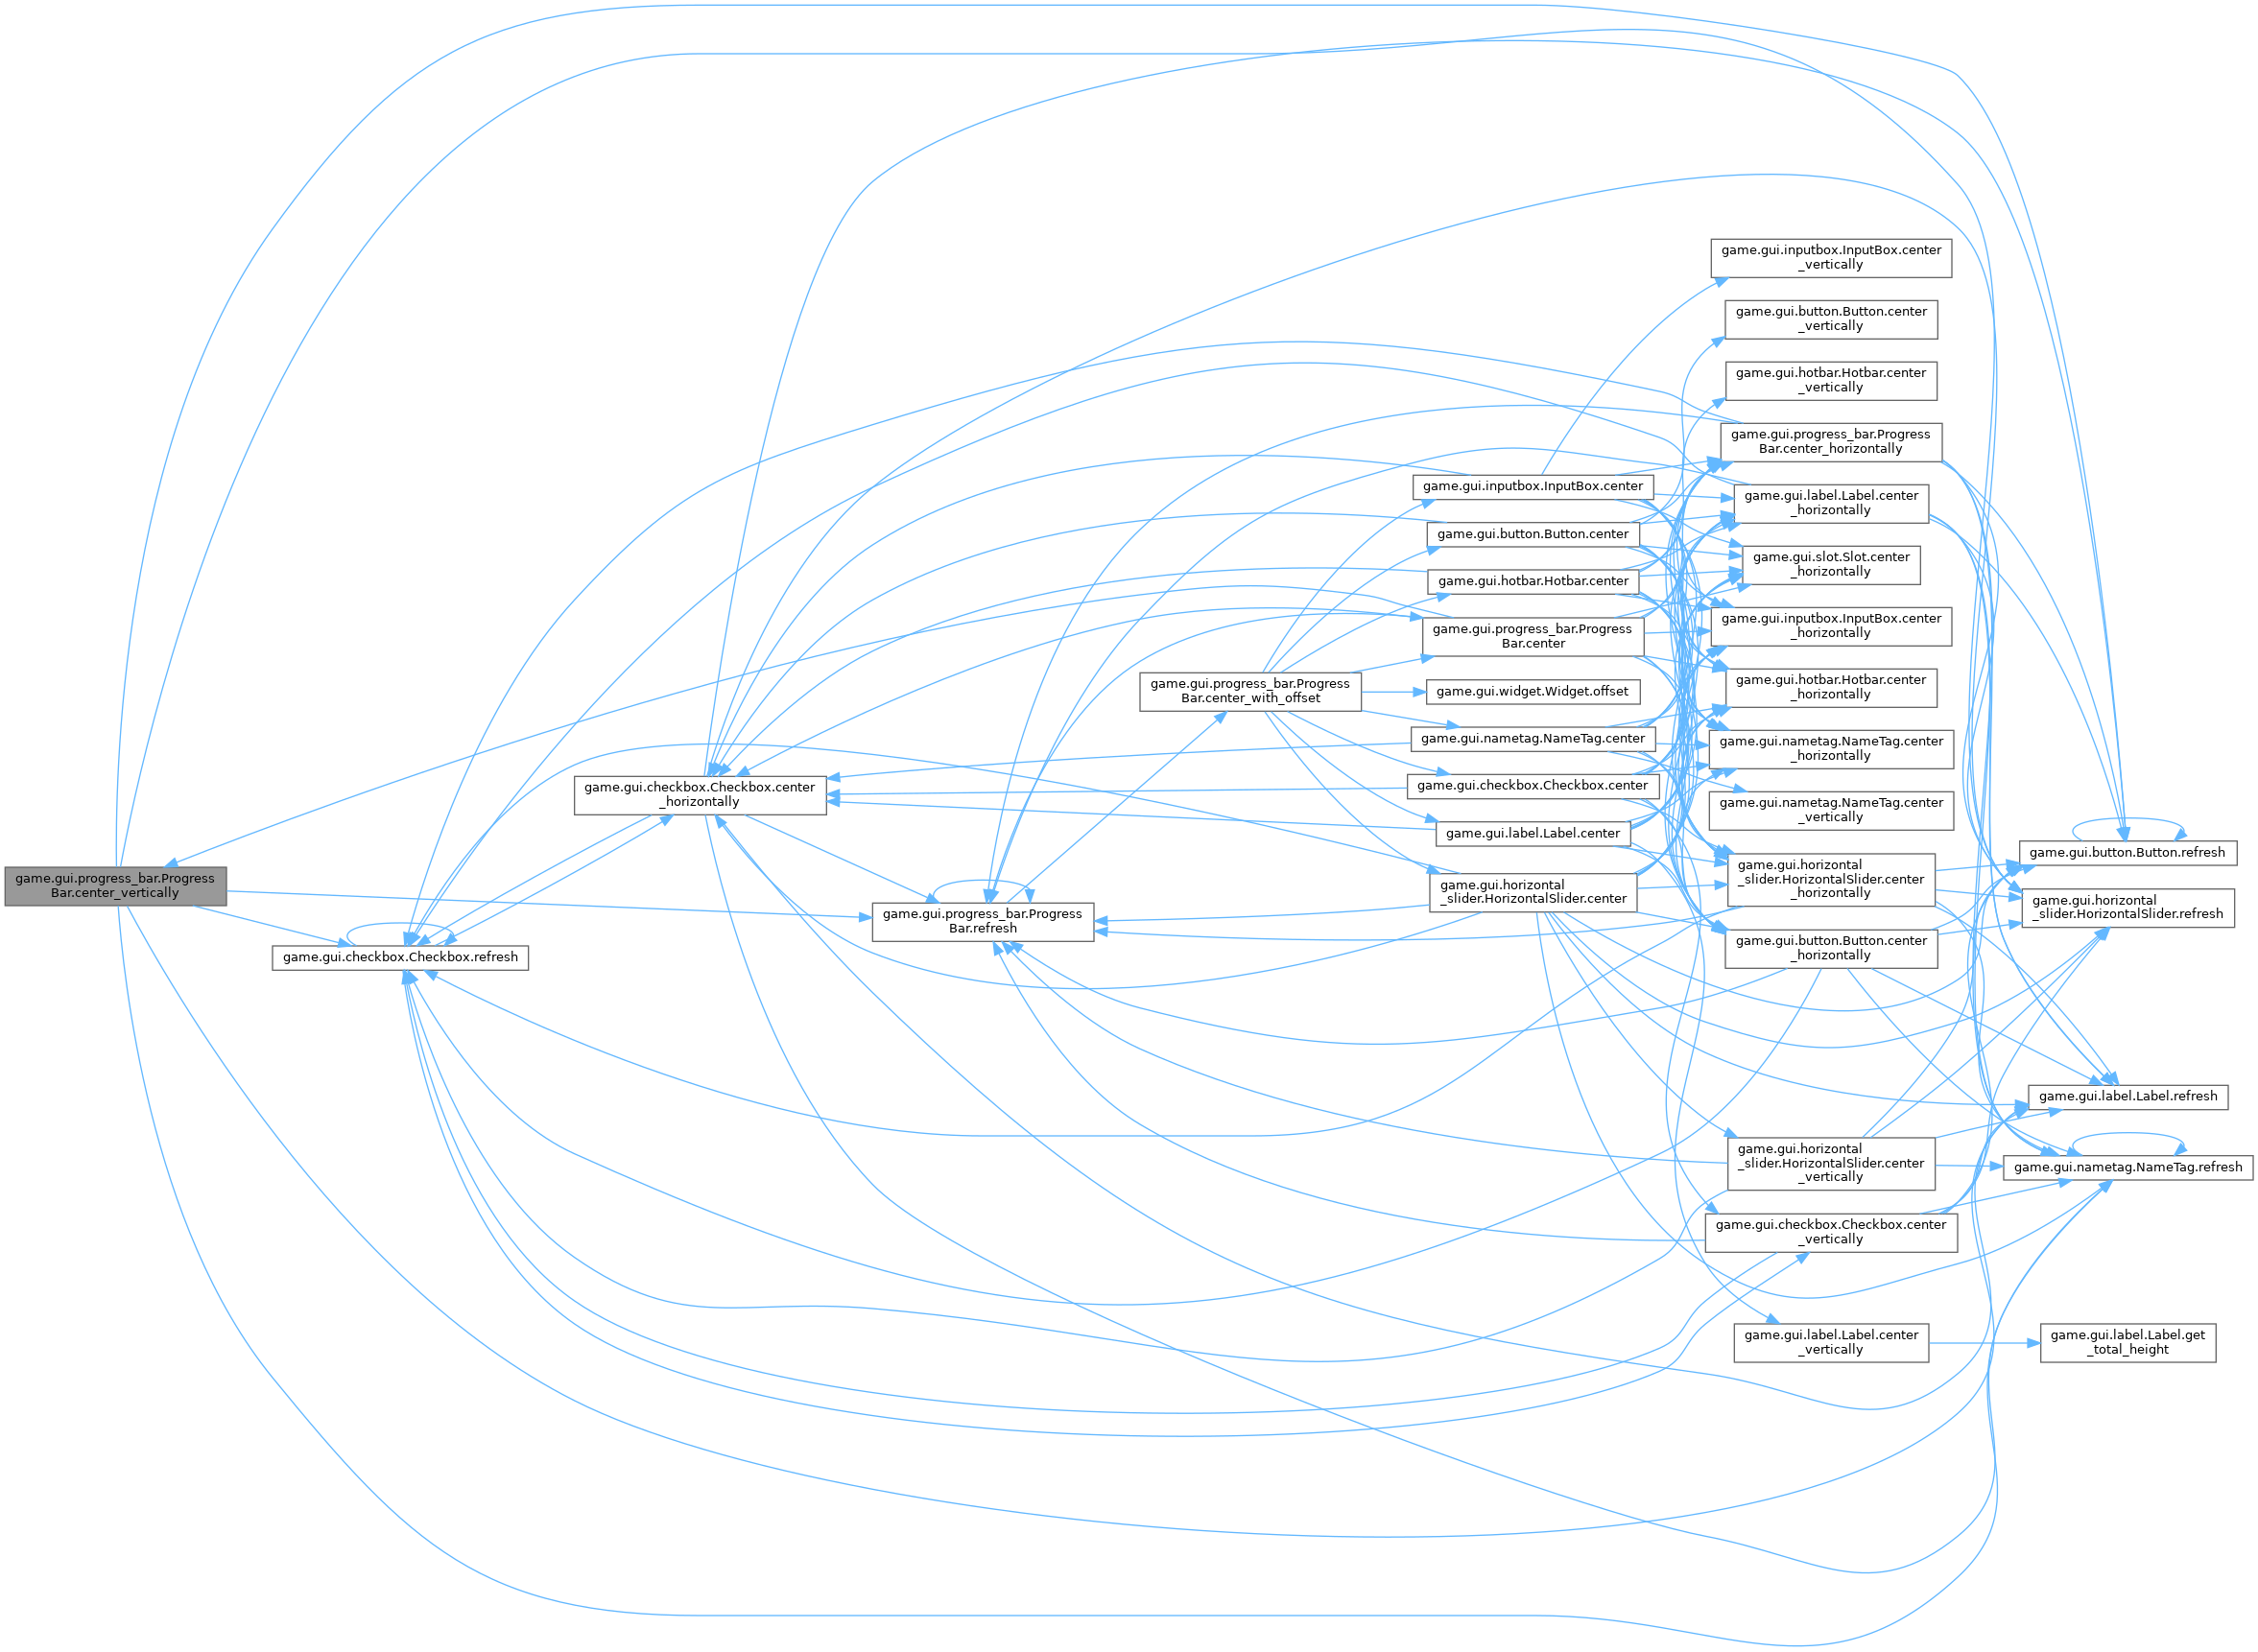 game.gui.progress_bar.Progress
Bar.center_vertically
game.gui.checkbox.Checkbox.refresh
game.gui.checkbox.Checkbox.center
_horizontally
game.gui.progress_bar.Progress
Bar.refresh
game.gui.progress_bar.Progress
Bar.center_with_offset
game.gui.inputbox.InputBox.center
game.gui.button.Button.center
game.gui.hotbar.Hotbar.center
game.gui.progress_bar.Progress
Bar.center
game.gui.widget.Widget.offset
game.gui.nametag.NameTag.center
game.gui.checkbox.Checkbox.center
game.gui.label.Label.center
game.gui.horizontal
_slider.HorizontalSlider.center
game.gui.inputbox.InputBox.center
_vertically
game.gui.button.Button.center
_vertically
game.gui.hotbar.Hotbar.center
_vertically
game.gui.progress_bar.Progress
Bar.center_horizontally
game.gui.label.Label.center
_horizontally
game.gui.slot.Slot.center
_horizontally
game.gui.inputbox.InputBox.center
_horizontally
game.gui.hotbar.Hotbar.center
_horizontally
game.gui.nametag.NameTag.center
_horizontally
game.gui.nametag.NameTag.center
_vertically
game.gui.horizontal
_slider.HorizontalSlider.center
_horizontally
game.gui.button.Button.center
_horizontally
game.gui.horizontal
_slider.HorizontalSlider.center
_vertically
game.gui.checkbox.Checkbox.center
_vertically
game.gui.label.Label.center
_vertically
game.gui.button.Button.refresh
game.gui.horizontal
_slider.HorizontalSlider.refresh
game.gui.label.Label.refresh
game.gui.nametag.NameTag.refresh
game.gui.label.Label.get
_total_height